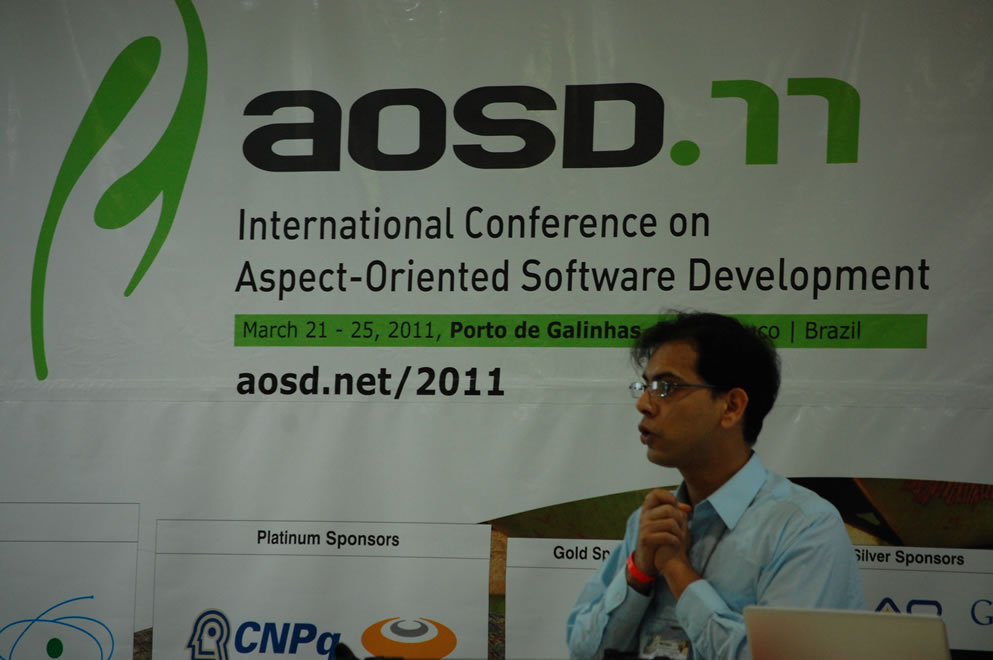 aosd.11
International Conference on
Aspect-Oriented Software Development
March 21 - 25, 2011, Porto de Galinhas | Brazil
aosd.net/2011
Platinum Sponsors
Gold
Silver Sponsors
CNPq